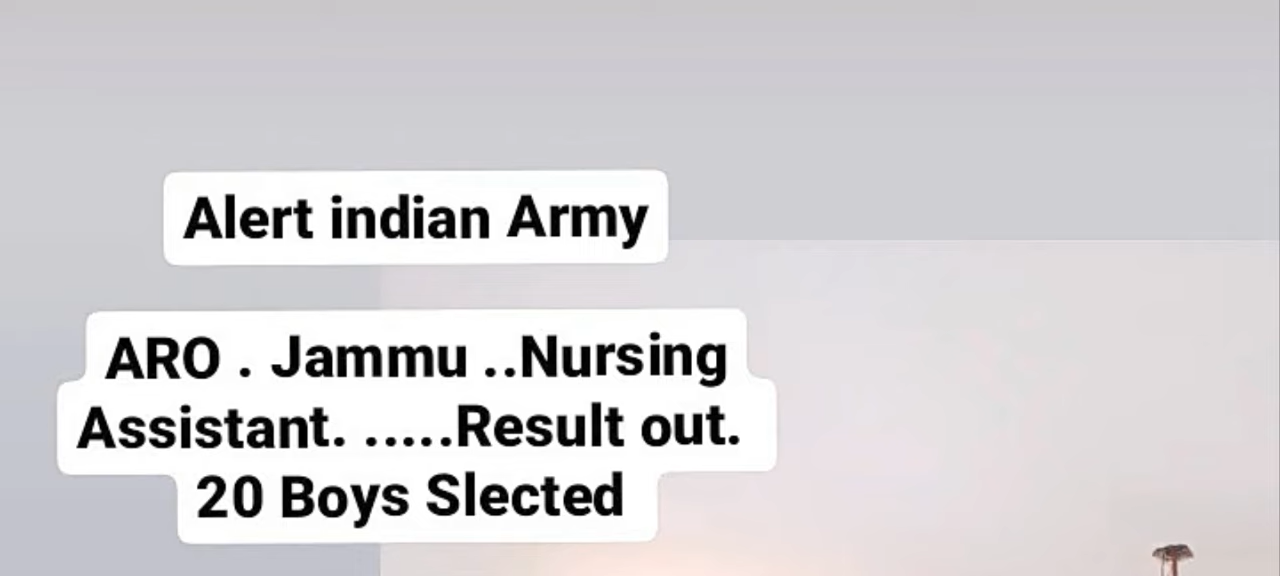 Alert indian Army
ARO . Jammu ..Nursing
Assistant. .....Result out.
20 Boys Slected